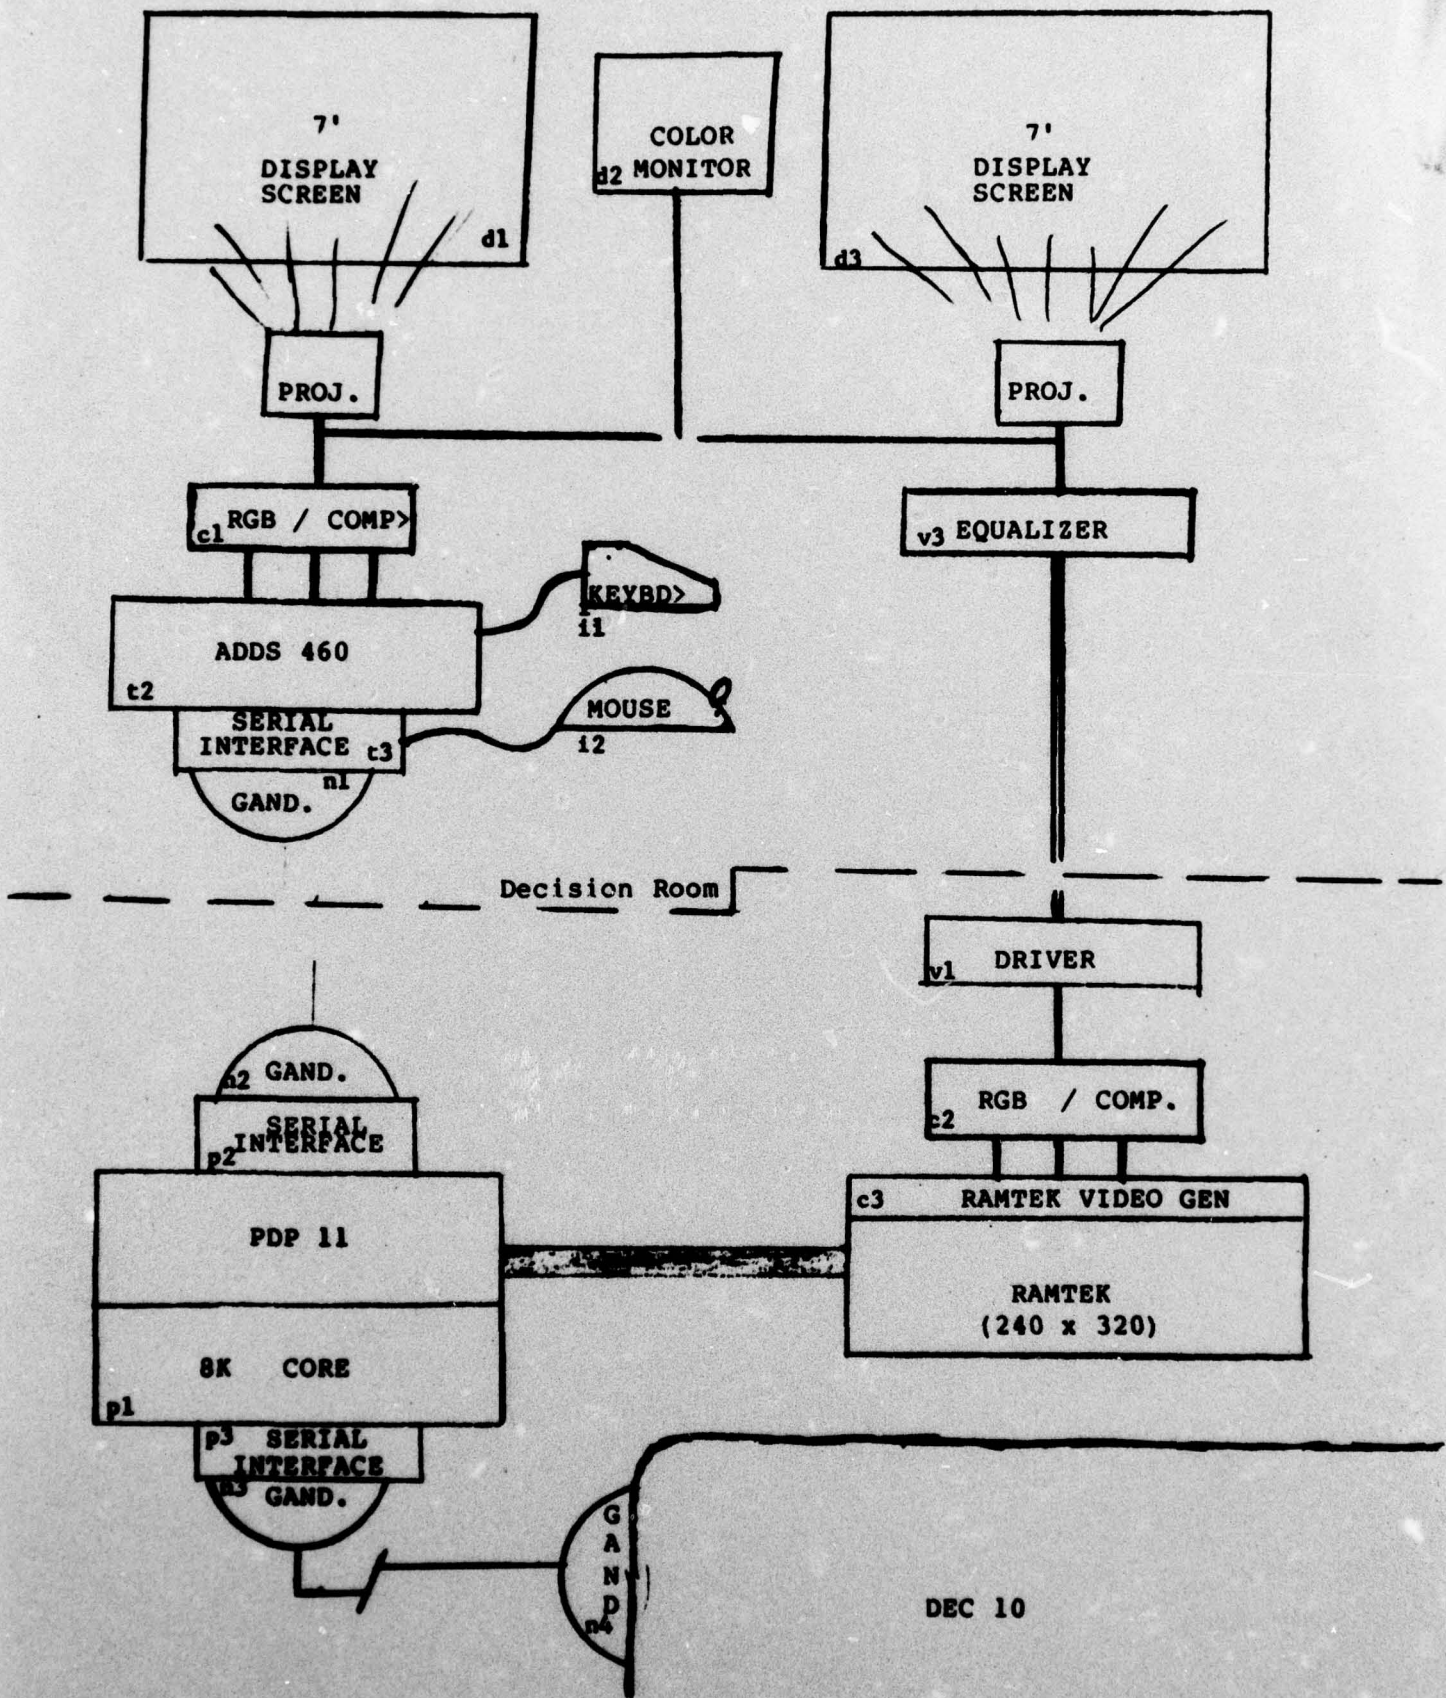 7'
DISPLAY
SCREEN
d1
COLOR
d2 MONITOR
7'
DISPLAY
SCREEN
d3
PROJ.
PROJ.
c1 RGB / COMP>
v3 EQUALIZER
KEYBD>
i1
ADDS 460
t2
MOUSE
i2
SERIAL
INTERFACE t3
n1
GAND.
Decision Room
DRIVER
v1
n2 GAND.
SERIAL
INTERFACE
p2
RGB / COMP.
c2
c3 RAMTEK VIDEO GEN
PDP 11
RAMTEK
(240 x 320)
8K CORE
p1
p3 SERIAL
INTERFACE
n3
GAND.
GAND
n4
DEC 10